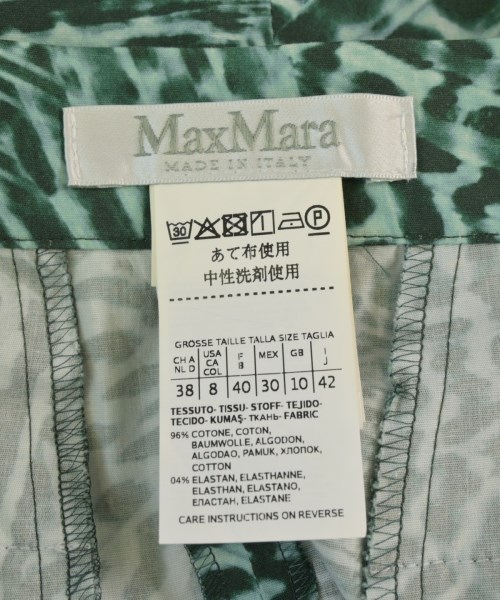 MaxMara
MADE IN ITALY
30 P
あて布使用
中性洗剤使用
GRÖSSE TAILLE TALLA SIZE TAGLIA
CH A NL D USA CA COL F B MEX GB I J
38 8 40 30 10 42
TESSUTO- TISSU- STOFF- TEJIDO-
TECIDO- KUMAŞ- ТКАНЬ- FABRIC
96% COTONE, COTON,
BAUMWOLLE, ALGODON,
ALGODAO, PAMUK, ХЛОПОК,
COTTON
04% ELASTAN, ELASTHANNE,
ELASTHAN, ELASTANO,
ЕЛАСТАН, ELASTANE
CARE INSTRUCTIONS ON REVERSE